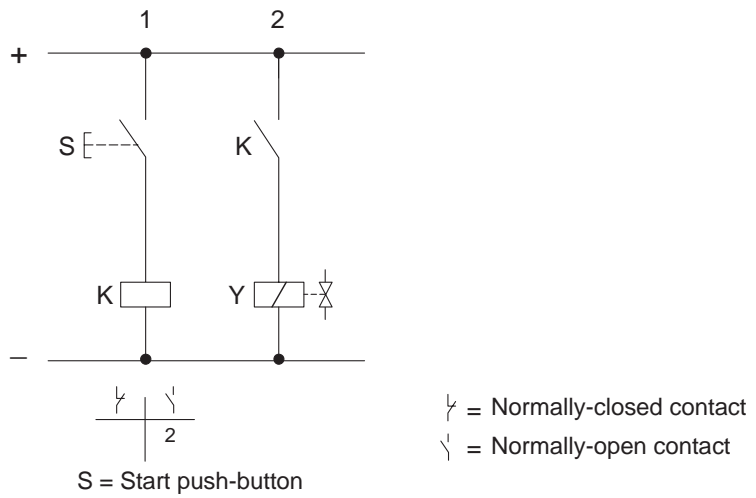 1 2
+
S K
K Y
–
2
= Normally-closed contact
= Normally-open contact
S = Start push-button